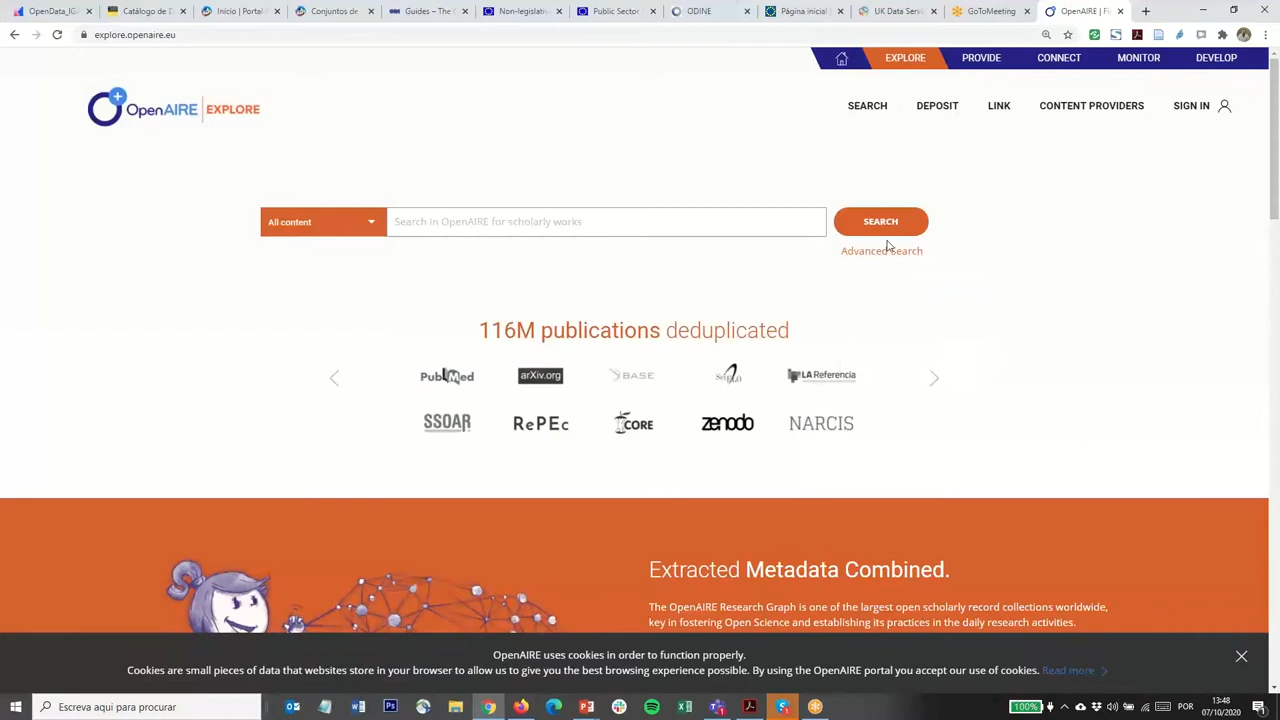 Início | Portal
Catálogo de
Conjuntos de
Guides – The
Non-legislativ
Public Sector
ODINE
Página inicial
UK - Data Eco
GoToMeeting
OpenAIRE | Fi
explore.openaire.eu
EXPLORE PROVIDE CONNECT MONITOR DEVELOP
OpenAIRE | EXPLORE
SEARCH DEPOSIT LINK CONTENT PROVIDERS SIGN IN
All content
Search in OpenAIRE for scholarly works
SEARCH
Advanced Search
116M publications deduplicated
PubMed arXiv.org BASE SciELO LA Referencia
SSOAR RePEc CORE zenodo NARCIS
Extracted Metadata Combined.
The OpenAIRE Research Graph is one of the largest open scholarly record collections worldwide,
key in fostering Open Science and establishing its practices in the daily research activities.
OpenAIRE uses cookies in order to function properly.
Cookies are small pieces of data that websites store in your browser to allow us to give you the best browsing experience possible. By using the OpenAIRE portal you accept our use of cookies. Read more
Escreva aqui para procurar
100%
POR
13:48
07/10/2020